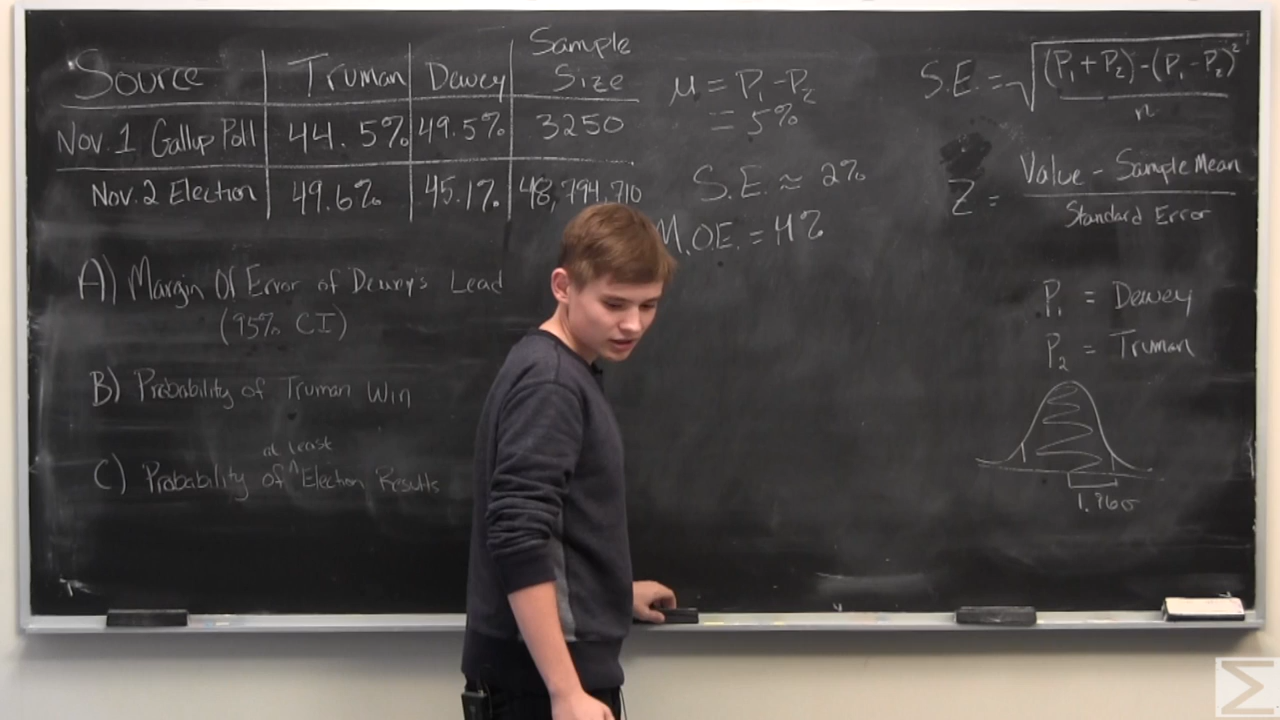 Source Truman Dewey Sample Size
Nov. 1 Gallup Poll 44.5% 49.5% 3250
Nov. 2 Election 49.6% 45.1% 48,794,710
A) Margin Of Error of Dewey's Lead
(95% CI)
B) Probability of Truman Win
C) Probability of at least Election Results
μ = P₁ - P₂
= 5%
S.E. ≈ 2%
M.O.E. = 4%
S.E. = √((P₁ + P₂) - (P₁ - P₂)² / n)
Z = Value - Sample Mean / Standard Error
P₁ = Dewey
P₂ = Truman
1.96σ
Σ